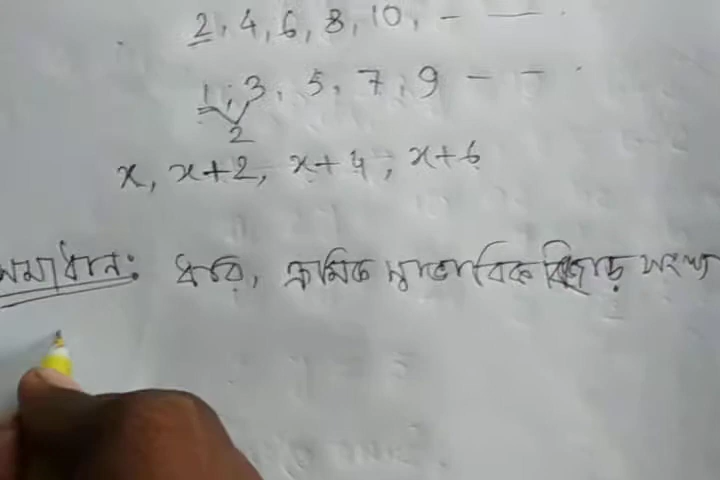 2, 4, 6, 8, 10, - —
1, 3, 5, 7, 9 - -
2
x, x+2, x+4, x+6
সমাধান: ধরি, ক্রমিক স্বাভাবিক বিজোড় সংখ্যা